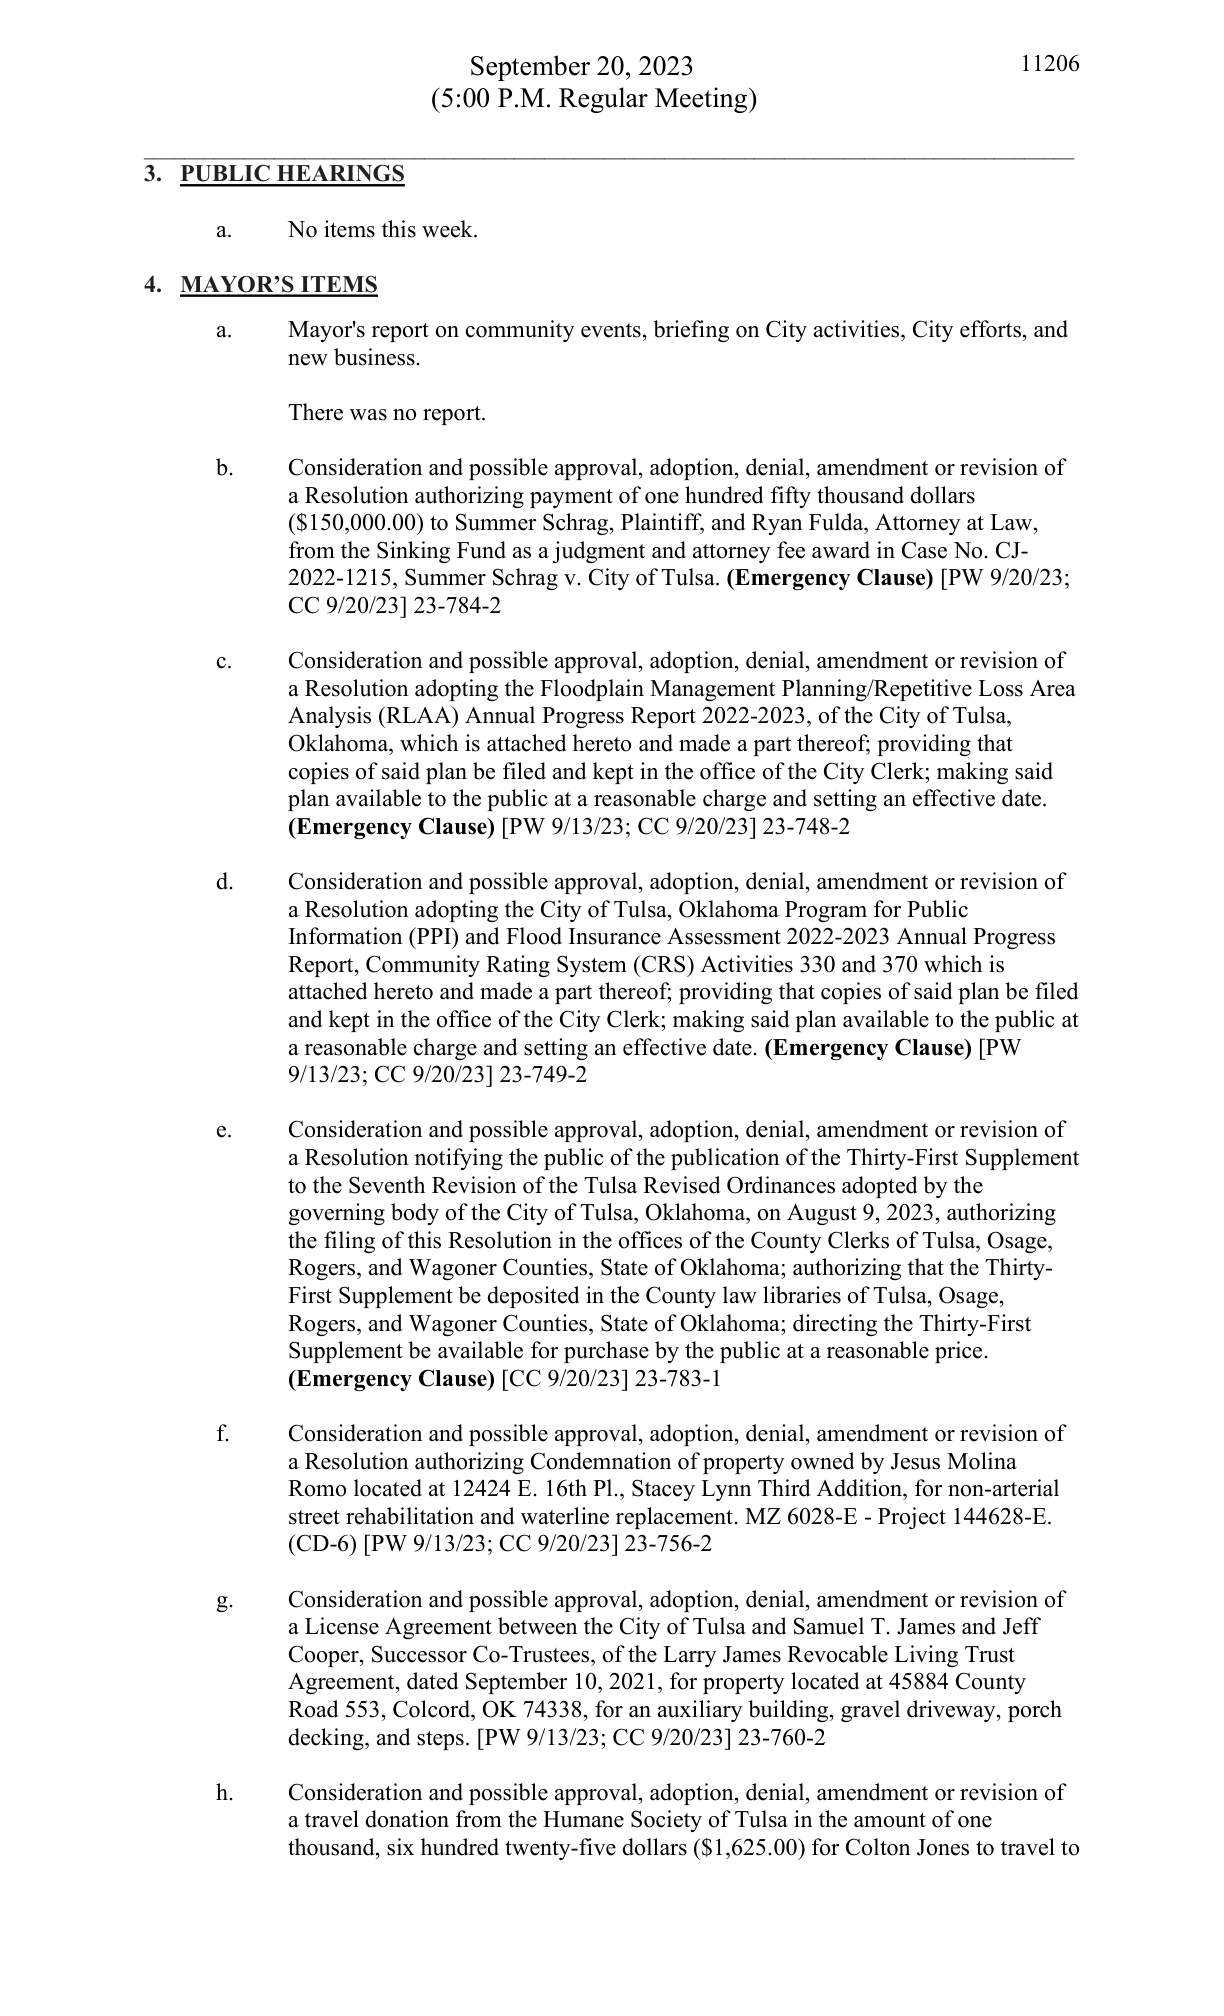 September 20, 2023
11206
(5:00 P.M. Regular Meeting)
3. PUBLIC HEARINGS
a. No items this week.
4. MAYOR’S ITEMS
a. Mayor's report on community events, briefing on City activities, City efforts, and
new business.
There was no report.
b. Consideration and possible approval, adoption, denial, amendment or revision of
a Resolution authorizing payment of one hundred fifty thousand dollars
($150,000.00) to Summer Schrag, Plaintiff, and Ryan Fulda, Attorney at Law,
from the Sinking Fund as a judgment and attorney fee award in Case No. CJ-
2022-1215, Summer Schrag v. City of Tulsa. (Emergency Clause) [PW 9/20/23;
CC 9/20/23] 23-784-2
c. Consideration and possible approval, adoption, denial, amendment or revision of
a Resolution adopting the Floodplain Management Planning/Repetitive Loss Area
Analysis (RLAA) Annual Progress Report 2022-2023, of the City of Tulsa,
Oklahoma, which is attached hereto and made a part thereof; providing that
copies of said plan be filed and kept in the office of the City Clerk; making said
plan available to the public at a reasonable charge and setting an effective date.
(Emergency Clause) [PW 9/13/23; CC 9/20/23] 23-748-2
d. Consideration and possible approval, adoption, denial, amendment or revision of
a Resolution adopting the City of Tulsa, Oklahoma Program for Public
Information (PPI) and Flood Insurance Assessment 2022-2023 Annual Progress
Report, Community Rating System (CRS) Activities 330 and 370 which is
attached hereto and made a part thereof; providing that copies of said plan be filed
and kept in the office of the City Clerk; making said plan available to the public at
a reasonable charge and setting an effective date. (Emergency Clause) [PW
9/13/23; CC 9/20/23] 23-749-2
e. Consideration and possible approval, adoption, denial, amendment or revision of
a Resolution notifying the public of the publication of the Thirty-First Supplement
to the Seventh Revision of the Tulsa Revised Ordinances adopted by the
governing body of the City of Tulsa, Oklahoma, on August 9, 2023, authorizing
the filing of this Resolution in the offices of the County Clerks of Tulsa, Osage,
Rogers, and Wagoner Counties, State of Oklahoma; authorizing that the Thirty-
First Supplement be deposited in the County law libraries of Tulsa, Osage,
Rogers, and Wagoner Counties, State of Oklahoma; directing the Thirty-First
Supplement be available for purchase by the public at a reasonable price.
(Emergency Clause) [CC 9/20/23] 23-783-1
f. Consideration and possible approval, adoption, denial, amendment or revision of
a Resolution authorizing Condemnation of property owned by Jesus Molina
Romo located at 12424 E. 16th Pl., Stacey Lynn Third Addition, for non-arterial
street rehabilitation and waterline replacement. MZ 6028-E - Project 144628-E.
(CD-6) [PW 9/13/23; CC 9/20/23] 23-756-2
g. Consideration and possible approval, adoption, denial, amendment or revision of
a License Agreement between the City of Tulsa and Samuel T. James and Jeff
Cooper, Successor Co-Trustees, of the Larry James Revocable Living Trust
Agreement, dated September 10, 2021, for property located at 45884 County
Road 553, Colcord, OK 74338, for an auxiliary building, gravel driveway, porch
decking, and steps. [PW 9/13/23; CC 9/20/23] 23-760-2
h. Consideration and possible approval, adoption, denial, amendment or revision of
a travel donation from the Humane Society of Tulsa in the amount of one
thousand, six hundred twenty-five dollars ($1,625.00) for Colton Jones to travel to